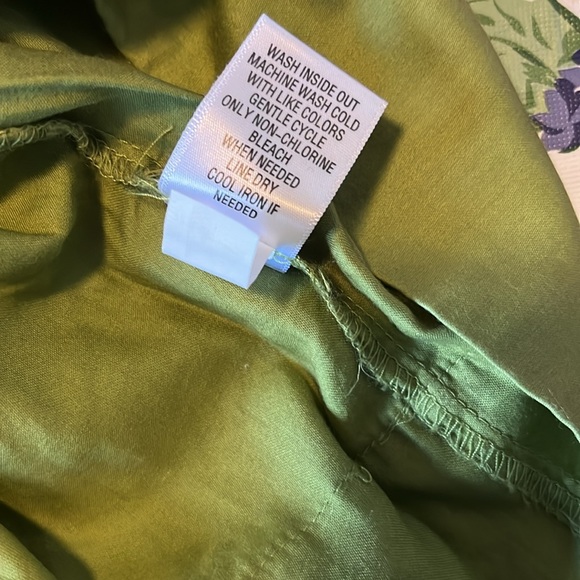 WASH INSIDE OUT
MACHINE WASH COLD
WITH LIKE COLORS
GENTLE CYCLE
ONLY NON-CHLORINE
BLEACH
WHEN NEEDED
LINE DRY
COOL IRON IF
NEEDED